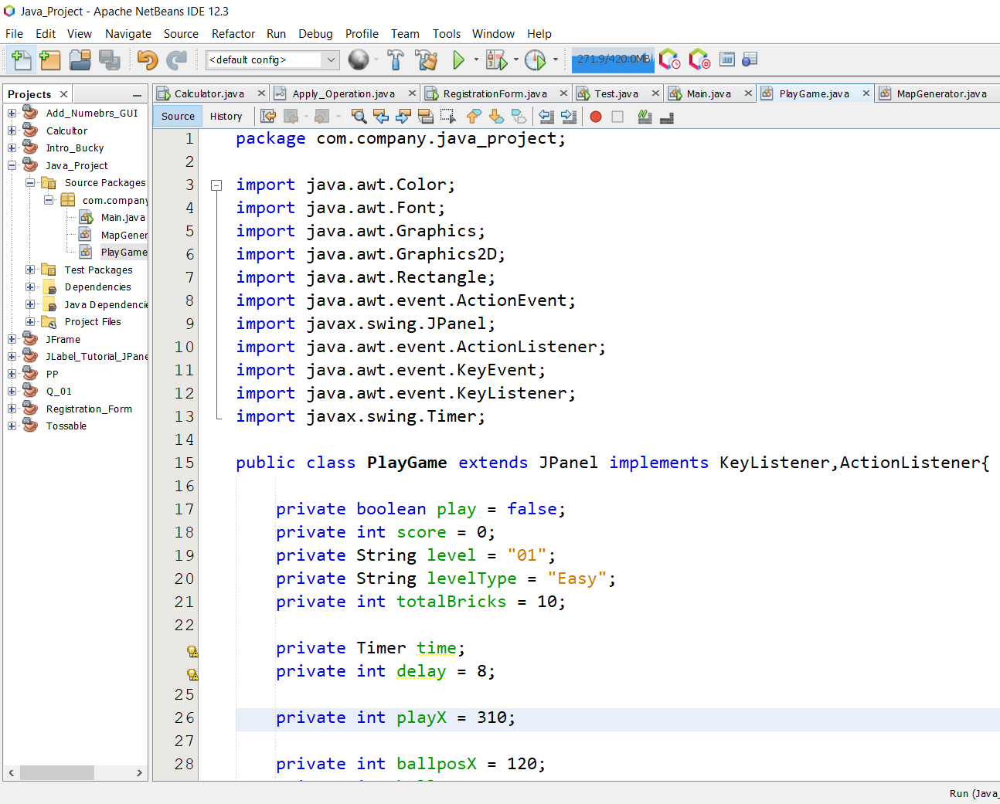 Java_Project - Apache NetBeans IDE 12.3
File Edit View Navigate Source Refactor Run Debug Profile Team Tools Window Help
<default config>
271.9/420.0MB
Projects
Add_Numebrs_GUI
Calcultor
Intro_Bucky
Java_Project
Source Packages
com.company
Main.java
MapGener
PlayGame
Test Packages
Dependencies
Java Dependencie
Project Files
JFrame
JLabel_Tutorial_JPane
PP
Q_01
Registration_Form
Tossable
Calculator.java Apply_Operation.java RegistrationForm.java Test.java Main.java PlayGame.java MapGenerator.java
Source History
1 package com.company.java_project;
2
3 import java.awt.Color;
4 import java.awt.Font;
5 import java.awt.Graphics;
6 import java.awt.Graphics2D;
7 import java.awt.Rectangle;
8 import java.awt.event.ActionEvent;
9 import javax.swing.JPanel;
10 import java.awt.event.ActionListener;
11 import java.awt.event.KeyEvent;
12 import java.awt.event.KeyListener;
13 import javax.swing.Timer;
14
15 public class PlayGame extends JPanel implements KeyListener,ActionListener{
16
17 private boolean play = false;
18 private int score = 0;
19 private String level = "01";
20 private String levelType = "Easy";
21 private int totalBricks = 10;
22
private Timer time;
private int delay = 8;
25
26 private int playX = 310;
27
28 private int ballposX = 120;
Run (Java_